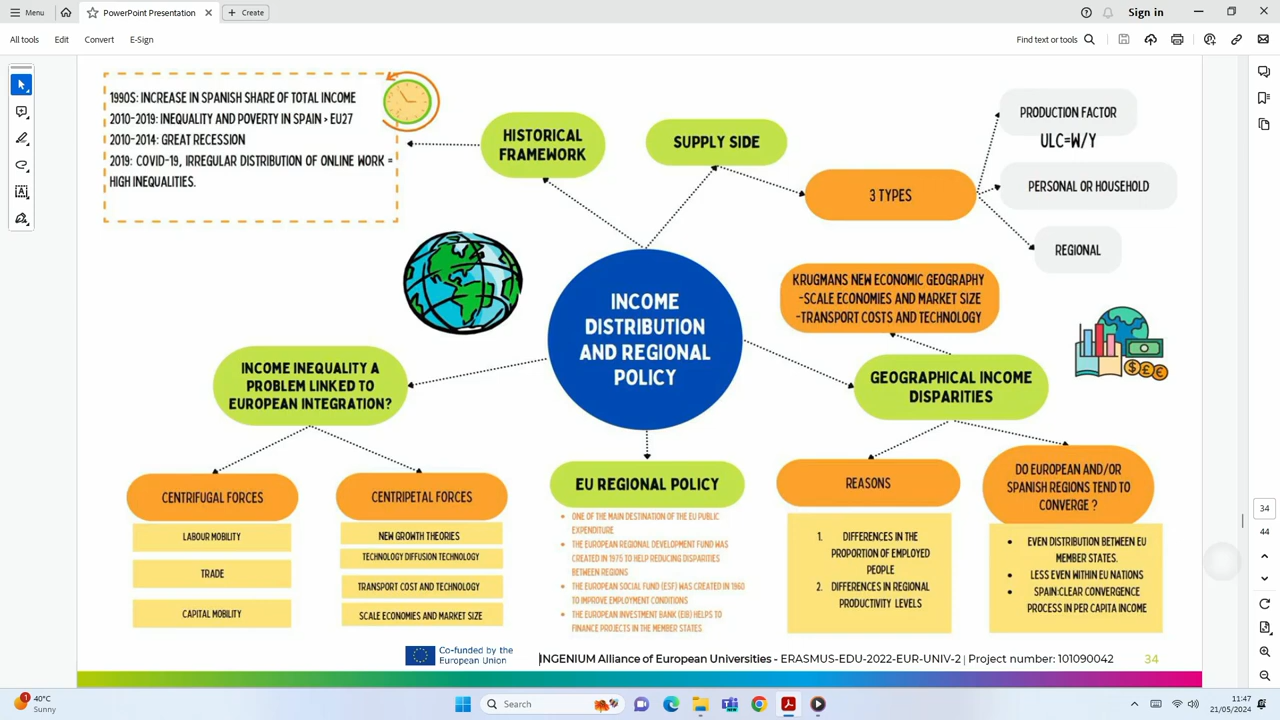 Menu
PowerPoint Presentation
Create
Sign in
All tools
Edit
Convert
E-Sign
Find text or tools
1990S: INCREASE IN SPANISH SHARE OF TOTAL INCOME
2010-2019: INEQUALITY AND POVERTY IN SPAIN > EU27
2010-2014: GREAT RECESSION
2019: COVID-19, IRREGULAR DISTRIBUTION OF ONLINE WORK =
HIGH INEQUALITIES.
HISTORICAL
FRAMEWORK
SUPPLY SIDE
3 TYPES
PRODUCTION FACTOR
ULC=W/Y
PERSONAL OR HOUSEHOLD
REGIONAL
INCOME
DISTRIBUTION
AND REGIONAL
POLICY
KRUGMANS NEW ECONOMIC GEOGRAPHY
-SCALE ECONOMIES AND MARKET SIZE
-TRANSPORT COSTS AND TECHNOLOGY
GEOGRAPHICAL INCOME
DISPARITIES
INCOME INEQUALITY A
PROBLEM LINKED TO
EUROPEAN INTEGRATION?
CENTRIFUGAL FORCES
LABOUR MOBILITY
TRADE
CAPITAL MOBILITY
CENTRIPETAL FORCES
NEW GROWTH THEORIES
TECHNOLOGY DIFFUSION TECHNOLOGY
TRANSPORT COST AND TECHNOLOGY
SCALE ECONOMIES AND MARKET SIZE
EU REGIONAL POLICY
• ONE OF THE MAIN DESTINATION OF THE EU PUBLIC
EXPENDITURE
• THE EUROPEAN REGIONAL DEVELOPMENT FUND WAS
CREATED IN 1975 TO HELP REDUCING DISPARITIES
BETWEEN REGIONS
• THE EUROPEAN SOCIAL FUND (ESF) WAS CREATED IN 1960
TO IMPROVE EMPLOYMENT CONDITIONS
• THE EUROPEAN INVESTMENT BANK (EIB) HELPS TO
FINANCE PROJECTS IN THE MEMBER STATES.
REASONS
1. DIFFERENCES IN THE
PROPORTION OF EMPLOYED
PEOPLE
2. DIFFERENCES IN REGIONAL
PRODUCTIVITY LEVELS
DO EUROPEAN AND/OR
SPANISH REGIONS TEND TO
CONVERGE ?
• EVEN DISTRIBUTION BETWEEN EU
MEMBER STATES.
• LESS EVEN WITHIN EU NATIONS
• SPAIN:CLEAR CONVERGENCE
PROCESS IN PER CAPITA INCOME
34
44
Co-funded by the
European Union
INGENIUM Alliance of European Universities - ERASMUS-EDU-2022-EUR-UNIV-2 | Project number: 101090042
34
1
40°C
Sunny
Search
11:47
21/05/2024